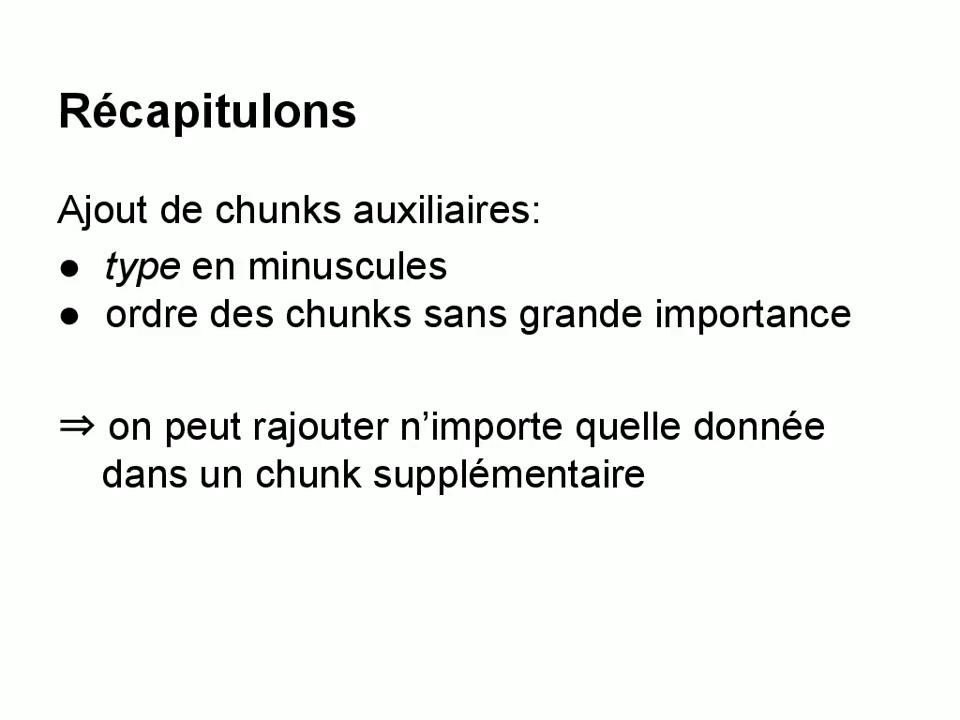 Récapitulons
Ajout de chunks auxiliaires:
● type en minuscules
● ordre des chunks sans grande importance
⇒ on peut rajouter n’importe quelle donnée
dans un chunk supplémentaire